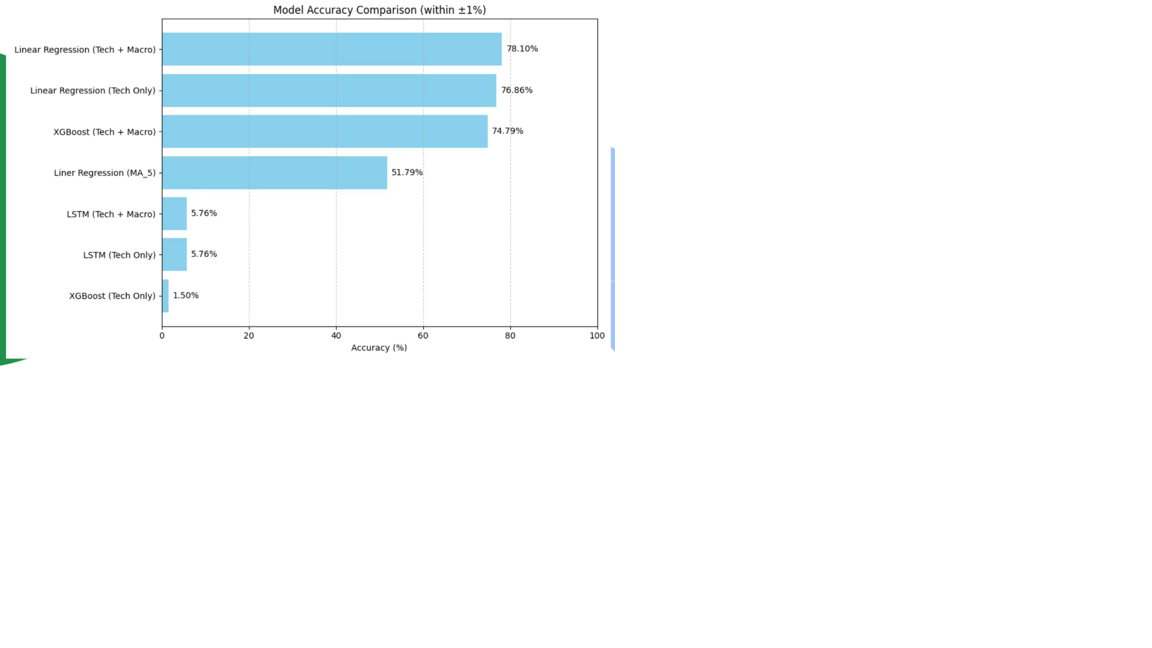 Model Accuracy Comparison (within ±1%)
Linear Regression (Tech + Macro) 78.10%
Linear Regression (Tech Only) 76.86%
XGBoost (Tech + Macro) 74.79%
Liner Regression (MA_5) 51.79%
LSTM (Tech + Macro) 5.76%
LSTM (Tech Only) 5.76%
XGBoost (Tech Only) 1.50%
0 20 40 60 80 100
Accuracy (%)